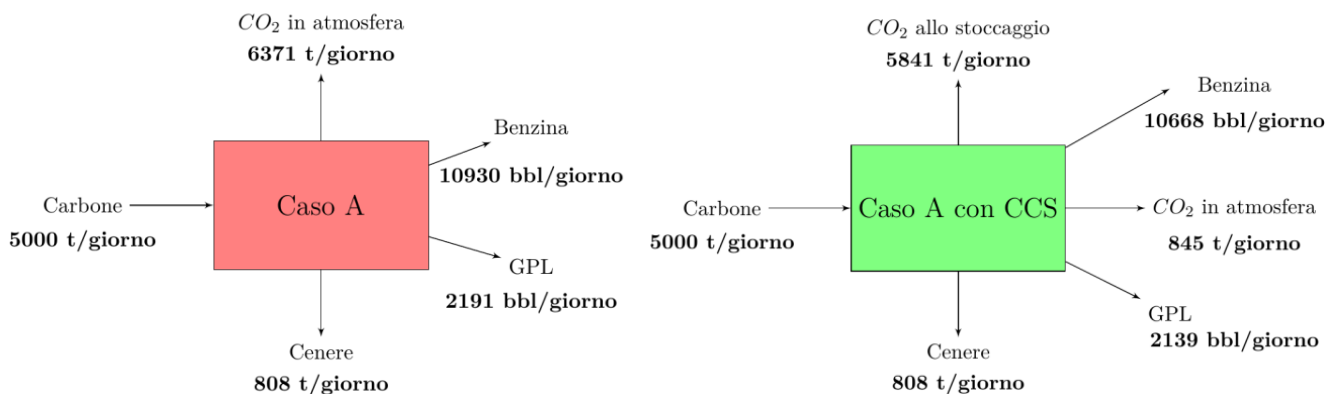 CO₂ in atmosfera
6371 t/giorno
Benzina
10930 bbl/giorno
Carbone
5000 t/giorno
Caso A
GPL
2191 bbl/giorno
Cenere
808 t/giorno
CO₂ allo stoccaggio
5841 t/giorno
Benzina
10668 bbl/giorno
Carbone
5000 t/giorno
Caso A con CCS
CO₂ in atmosfera
845 t/giorno
GPL
2139 bbl/giorno
Cenere
808 t/giorno